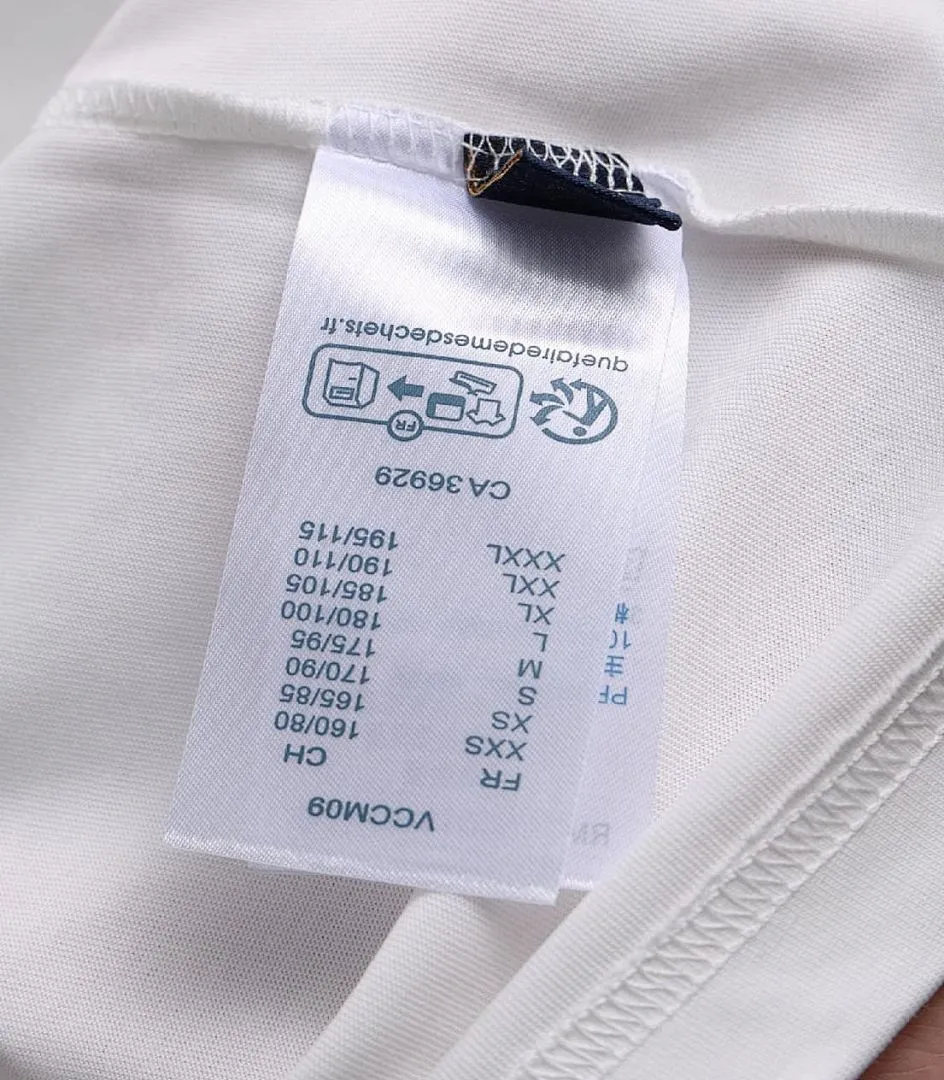 VCCM09
FR CH
XXS 160/80
XS 165/85
S 170/90
M 175/95
L 180/100
XL 185/105
XXL 190/110
XXXL 195/115
CA 36929
FR
quefairedemesdechets.fr